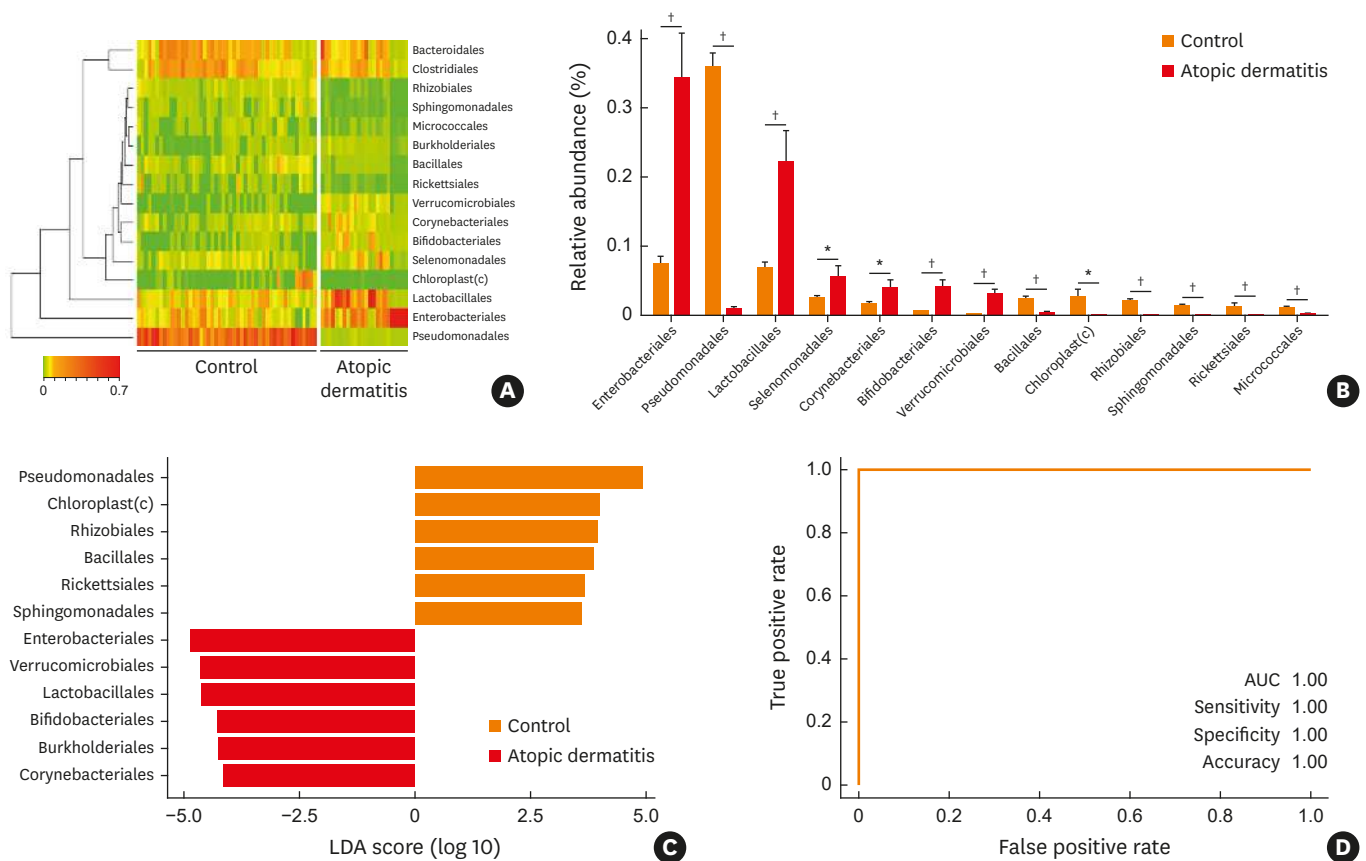 Bacteroidales
Clostridiales
Rhizobiales
Sphingomonadales
Micrococcales
Burkholderiales
Bacillales
Rickettsiales
Verrucomicrobiales
Corynebacteriales
Bifidobacteriales
Selenomonadales
Chloroplast(c)
Lactobacillales
Enterobacteriales
Pseudomonadales
0 0.7
Control
Atopic
dermatitis
A
Relative abundance (%)
0.4
0.3
0.2
0.1
0
† † † * * † † † * † † † †
Control
Atopic dermatitis
Enterobacteriales
Pseudomonadales
Lactobacillales
Selenomonadales
Corynebacteriales
Bifidobacteriales
Verrucomicrobiales
Bacillales
Chloroplast(c)
Rhizobiales
Sphingomonadales
Rickettsiales
Micrococcales
B
Pseudomonadales
Chloroplast(c)
Rhizobiales
Bacillales
Rickettsiales
Sphingomonadales
Enterobacteriales
Verrucomicrobiales
Lactobacillales
Bifidobacteriales
Burkholderiales
Corynebacteriales
Control
Atopic dermatitis
−5.0 −2.5 0 2.5 5.0
LDA score (log 10)
C
True positive rate
1.0
0.8
0.6
0.4
0.2
0
AUC 1.00
Sensitivity 1.00
Specificity 1.00
Accuracy 1.00
0 0.2 0.4 0.6 0.8 1.0
False positive rate
D